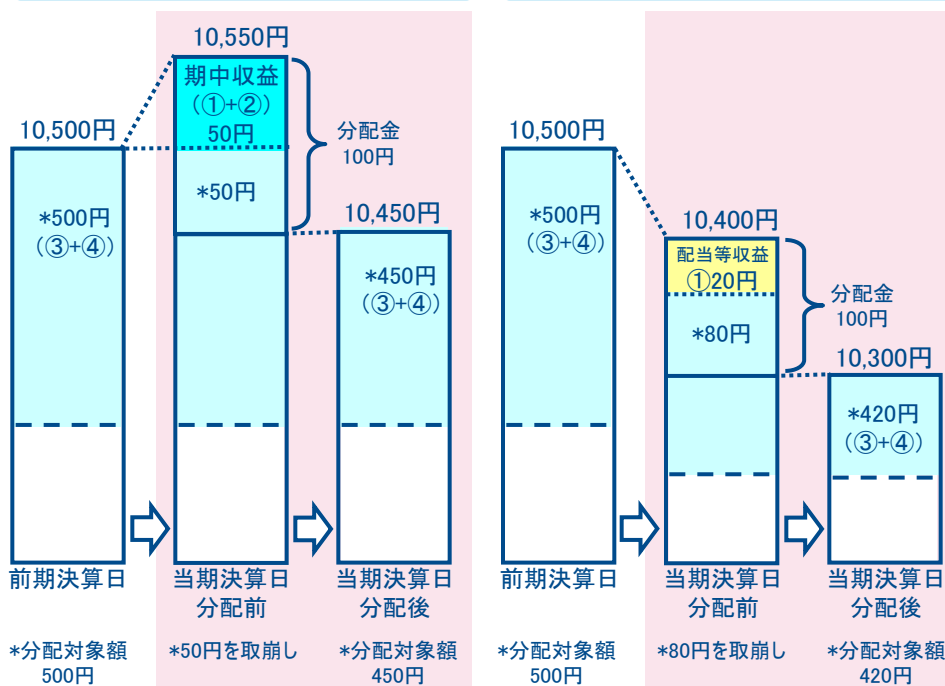 10,550円
期中収益
(①+②)
50円
*50円
10,500円
*500円
(③+④)
分配金
100円
10,450円
*450円
(③+④)
前期決算日
当期決算日
分配前
当期決算日
分配後
*分配対象額
500円
*50円を取崩し
*分配対象額
450円
10,500円
*500円
(③+④)
10,400円
配当等収益
①20円
*80円
分配金
100円
10,300円
*420円
(③+④)
前期決算日
当期決算日
分配前
当期決算日
分配後
*分配対象額
500円
*80円を取崩し
*分配対象額
420円